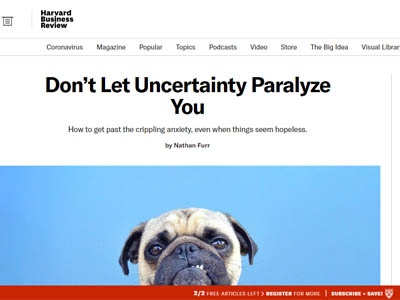 Harvard
Business
Review
Coronavirus Magazine Popular Topics Podcasts Video Store The Big Idea Visual Library
Don't Let Uncertainty Paralyze
You
How to get past the crippling anxiety, even when things seem hopeless.
by Nathan Furr
2/2 FREE ARTICLES LEFT > REGISTER FOR MORE | SUBSCRIBE + SAVE!